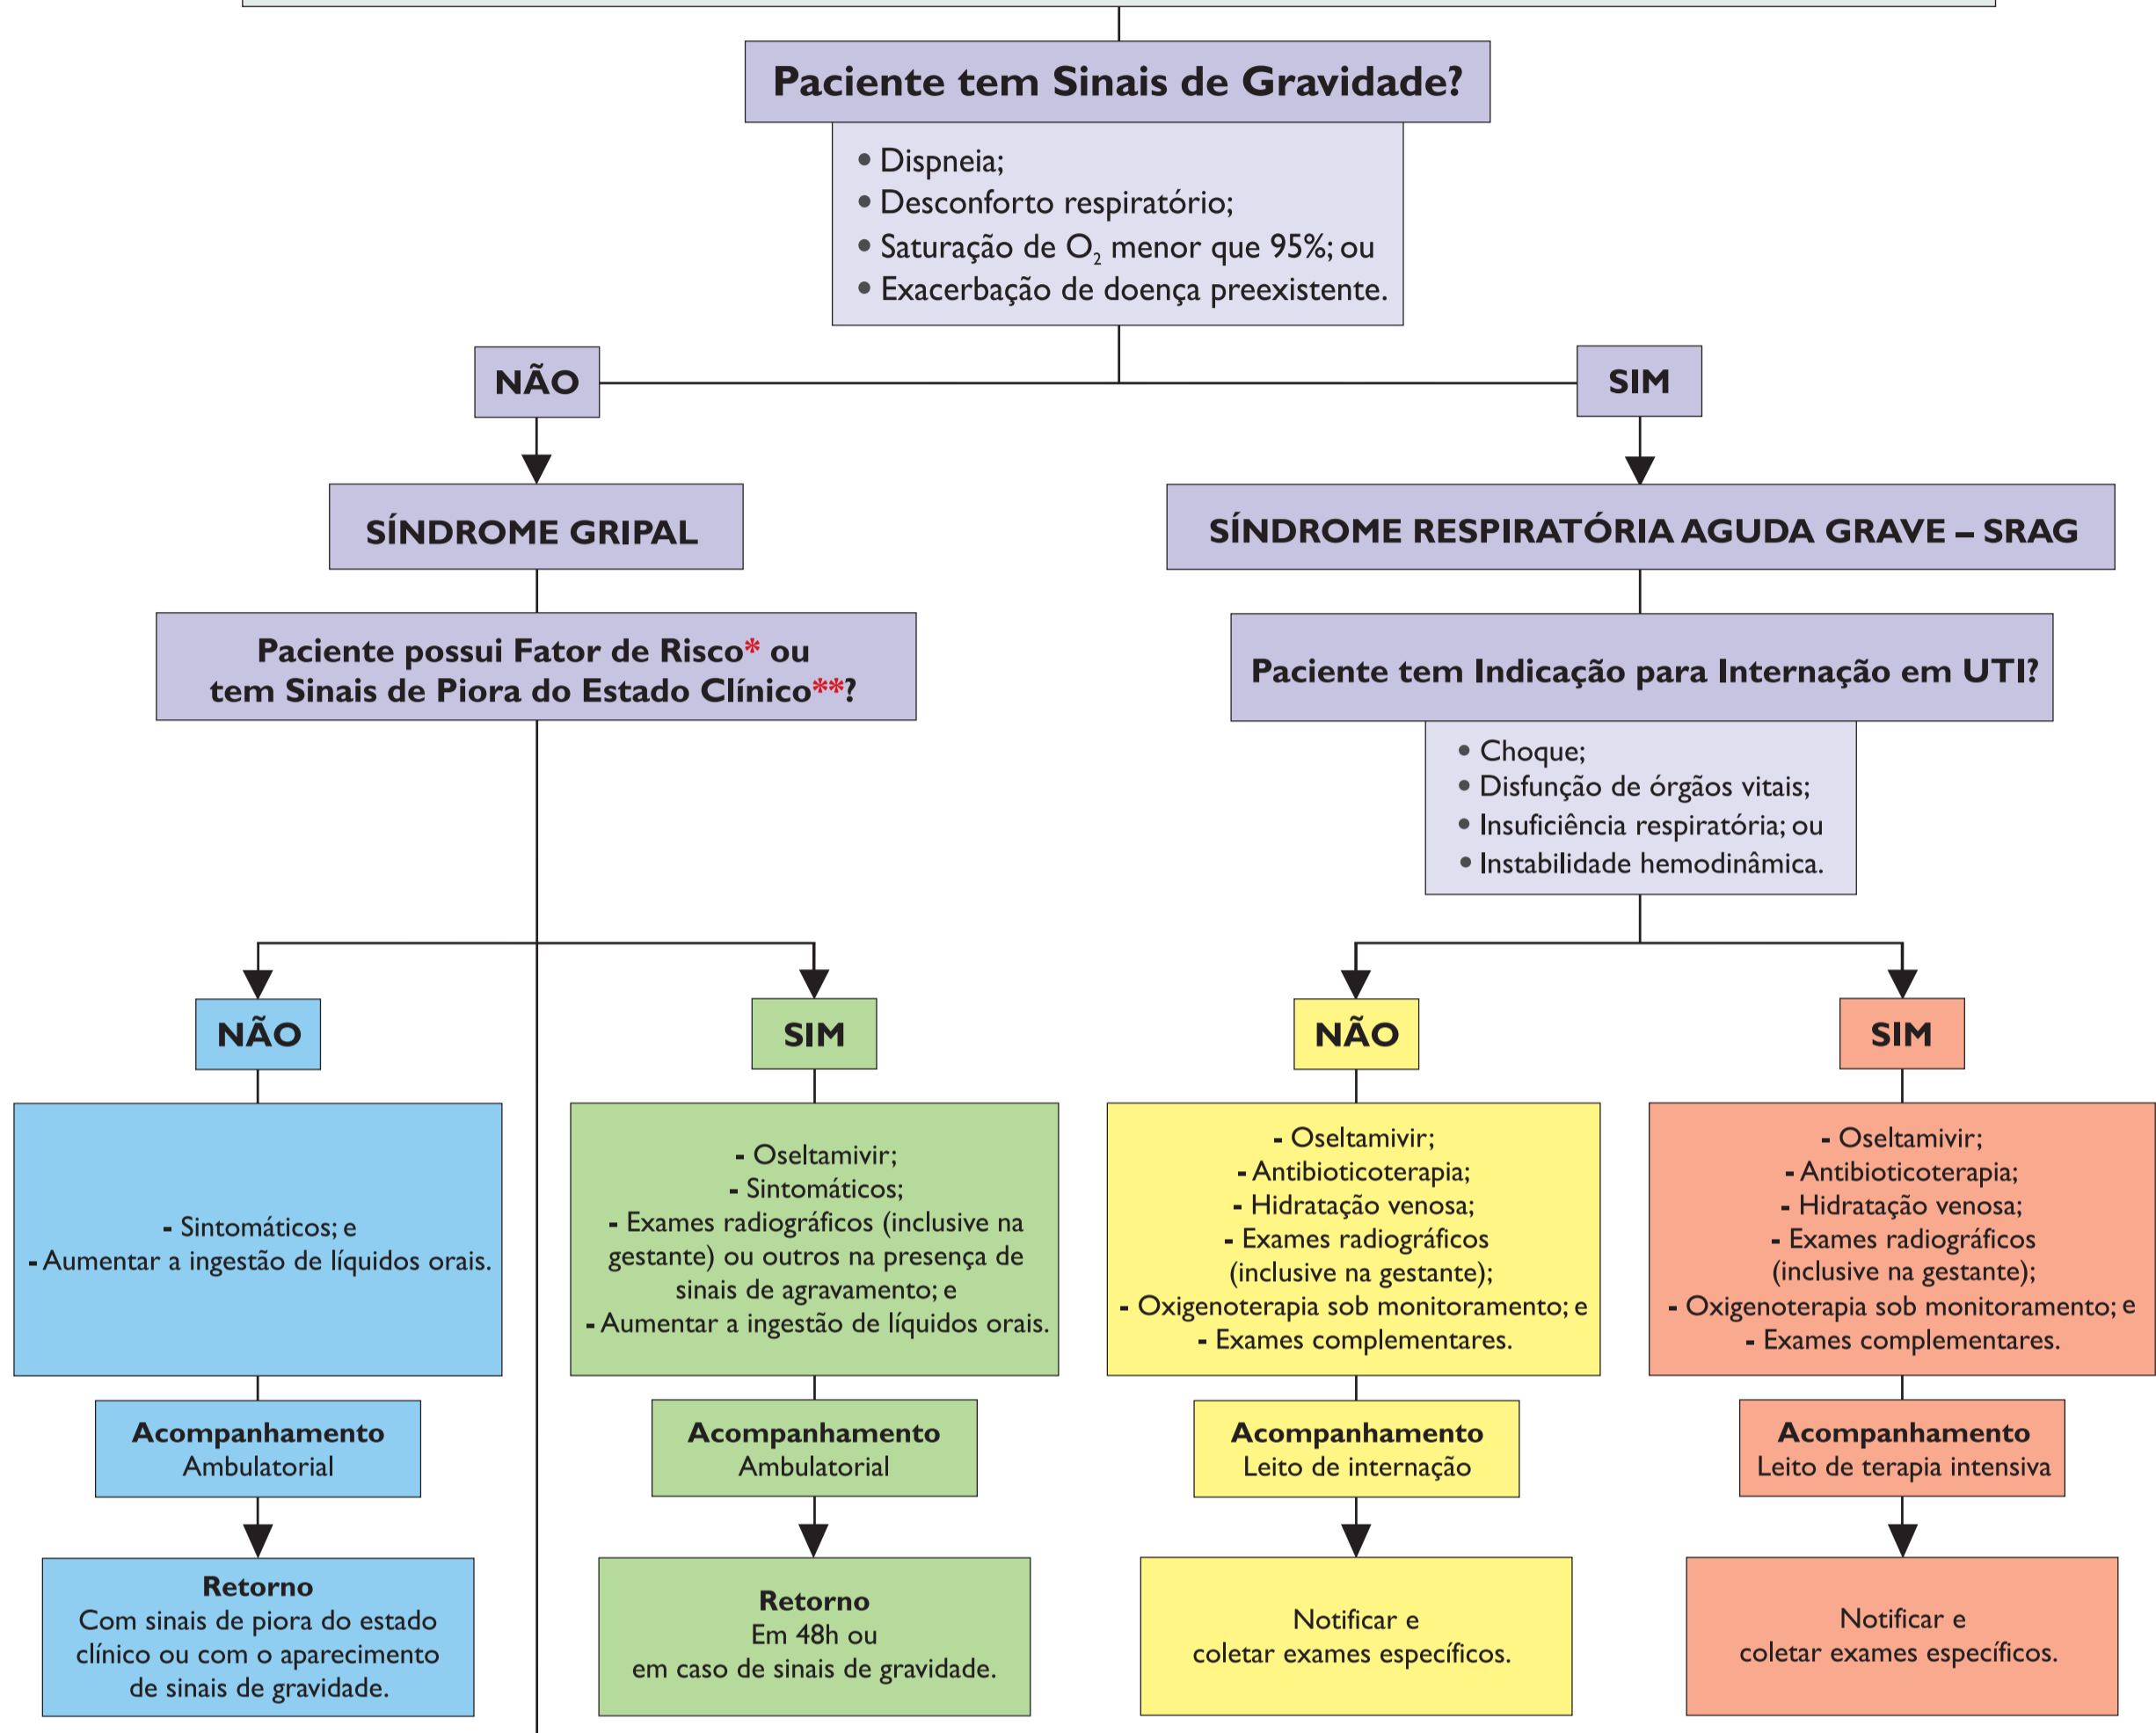 Paciente tem Sinais de Gravidade?
• Dispneia;
• Desconforto respiratório;
• Saturação de O₂ menor que 95%; ou
• Exacerbação de doença preexistente.
NÃO
SIM
SÍNDROME GRIPAL
SÍNDROME RESPIRATÓRIA AGUDA GRAVE – SRAG
Paciente possui Fator de Risco* ou
tem Sinais de Piora do Estado Clínico**?
Paciente tem Indicação para Internação em UTI?
• Choque;
• Disfunção de órgãos vitais;
• Insuficiência respiratória; ou
• Instabilidade hemodinâmica.
NÃO
- Sintomáticos; e
- Aumentar a ingestão de líquidos orais.
Acompanhamento
Ambulatorial
Retorno
Com sinais de piora do estado
clínico ou com o aparecimento
de sinais de gravidade.
SIM
- Oseltamivir;
- Sintomáticos;
- Exames radiográficos (inclusive na
gestante) ou outros na presença de
sinais de agravamento; e
- Aumentar a ingestão de líquidos orais.
Acompanhamento
Ambulatorial
Retorno
Em 48h ou
em caso de sinais de gravidade.
NÃO
- Oseltamivir;
- Antibioticoterapia;
- Hidratação venosa;
- Exames radiográficos
(inclusive na gestante);
- Oxigenoterapia sob monitoramento; e
- Exames complementares.
Acompanhamento
Leito de internação
Notificar e
coletar exames específicos.
SIM
- Oseltamivir;
- Antibioticoterapia;
- Hidratação venosa;
- Exames radiográficos
(inclusive na gestante);
- Oxigenoterapia sob monitoramento; e
- Exames complementares.
Acompanhamento
Leito de terapia intensiva
Notificar e
coletar exames específicos.